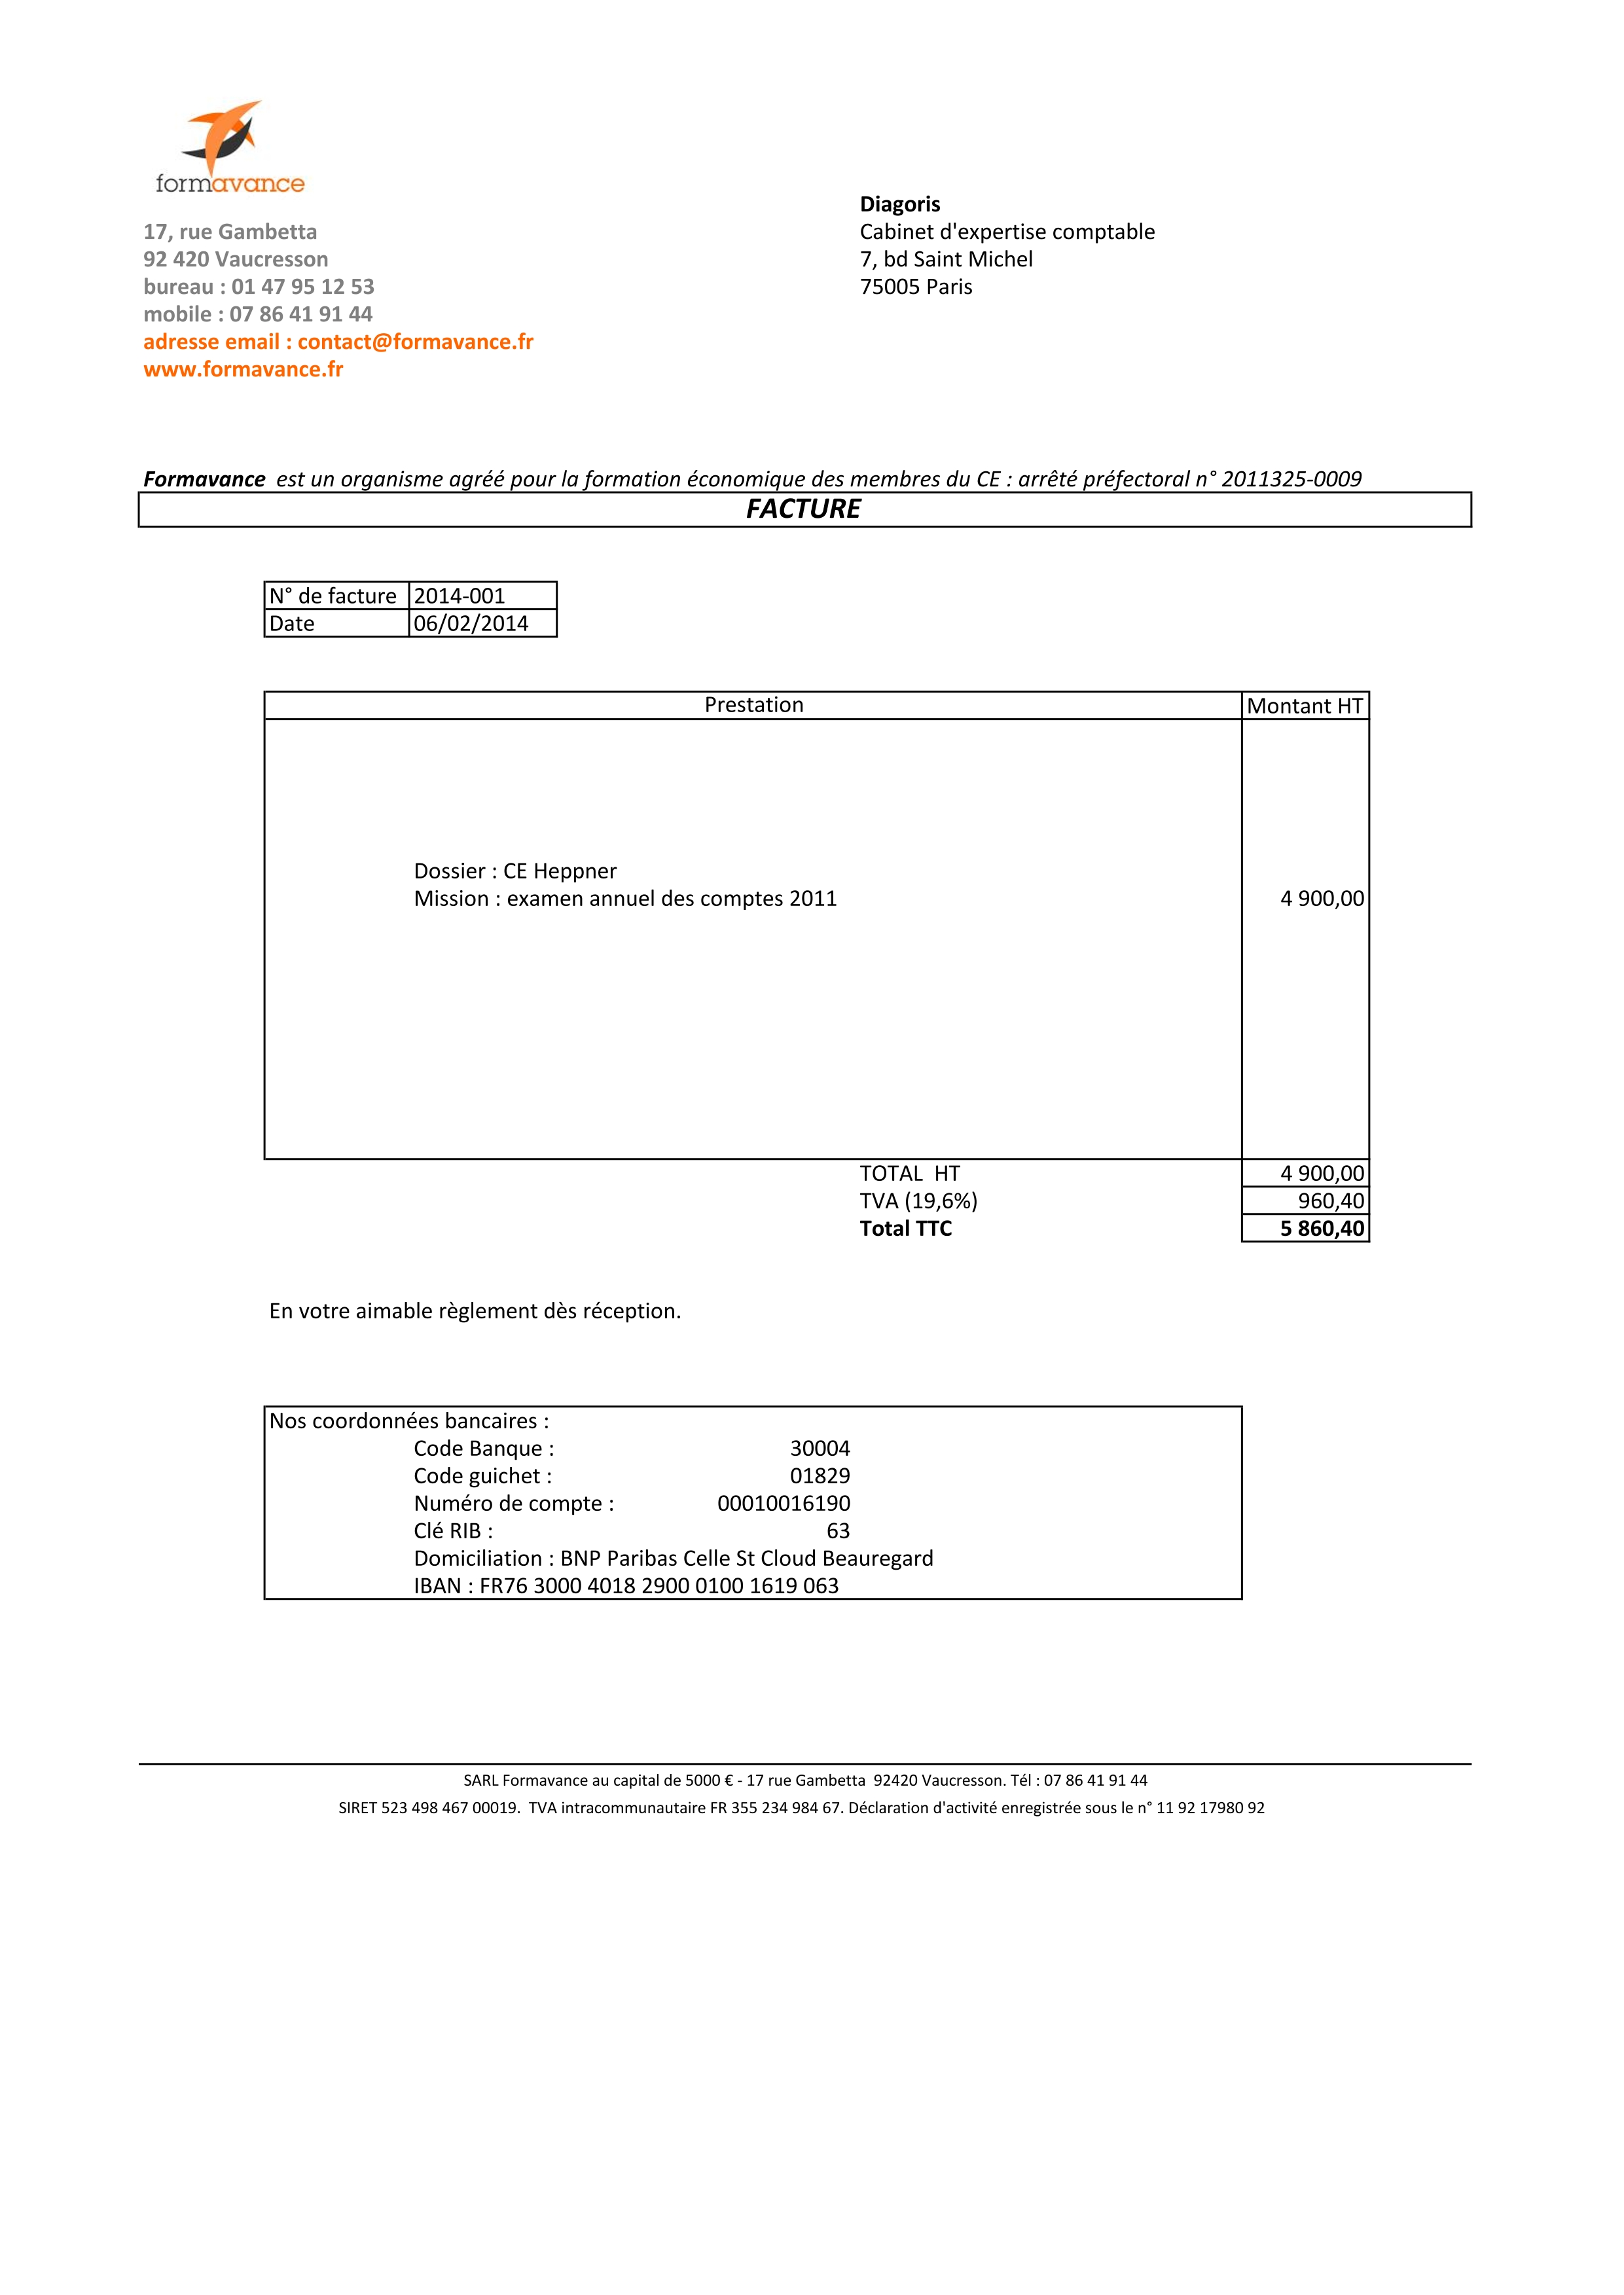 formavance
17, rue Gambetta
92 420 Vaucresson
bureau : 01 47 95 12 53
mobile : 07 86 41 91 44
adresse email : contact@formavance.fr
www.formavance.fr
Diagoris
Cabinet d'expertise comptable
7, bd Saint Michel
75005 Paris
Formavance est un organisme agréé pour la formation économique des membres du CE : arrêté préfectoral n° 2011325-0009
FACTURE
N° de facture 2014-001
Date 06/02/2014
Prestation Montant HT
Dossier : CE Heppner
Mission : examen annuel des comptes 2011 4 900,00
TOTAL HT 4 900,00
TVA (19,6%) 960,40
Total TTC 5 860,40
En votre aimable règlement dès réception.
Nos coordonnées bancaires :
Code Banque : 30004
Code guichet : 01829
Numéro de compte : 00010016190
Clé RIB : 63
Domiciliation : BNP Paribas Celle St Cloud Beauregard
IBAN : FR76 3000 4018 2900 0100 1619 063
SARL Formavance au capital de 5000 € - 17 rue Gambetta 92420 Vaucresson. Tél : 07 86 41 91 44
SIRET 523 498 467 00019. TVA intracommunautaire FR 355 234 984 67. Déclaration d'activité enregistrée sous le n° 11 92 17980 92